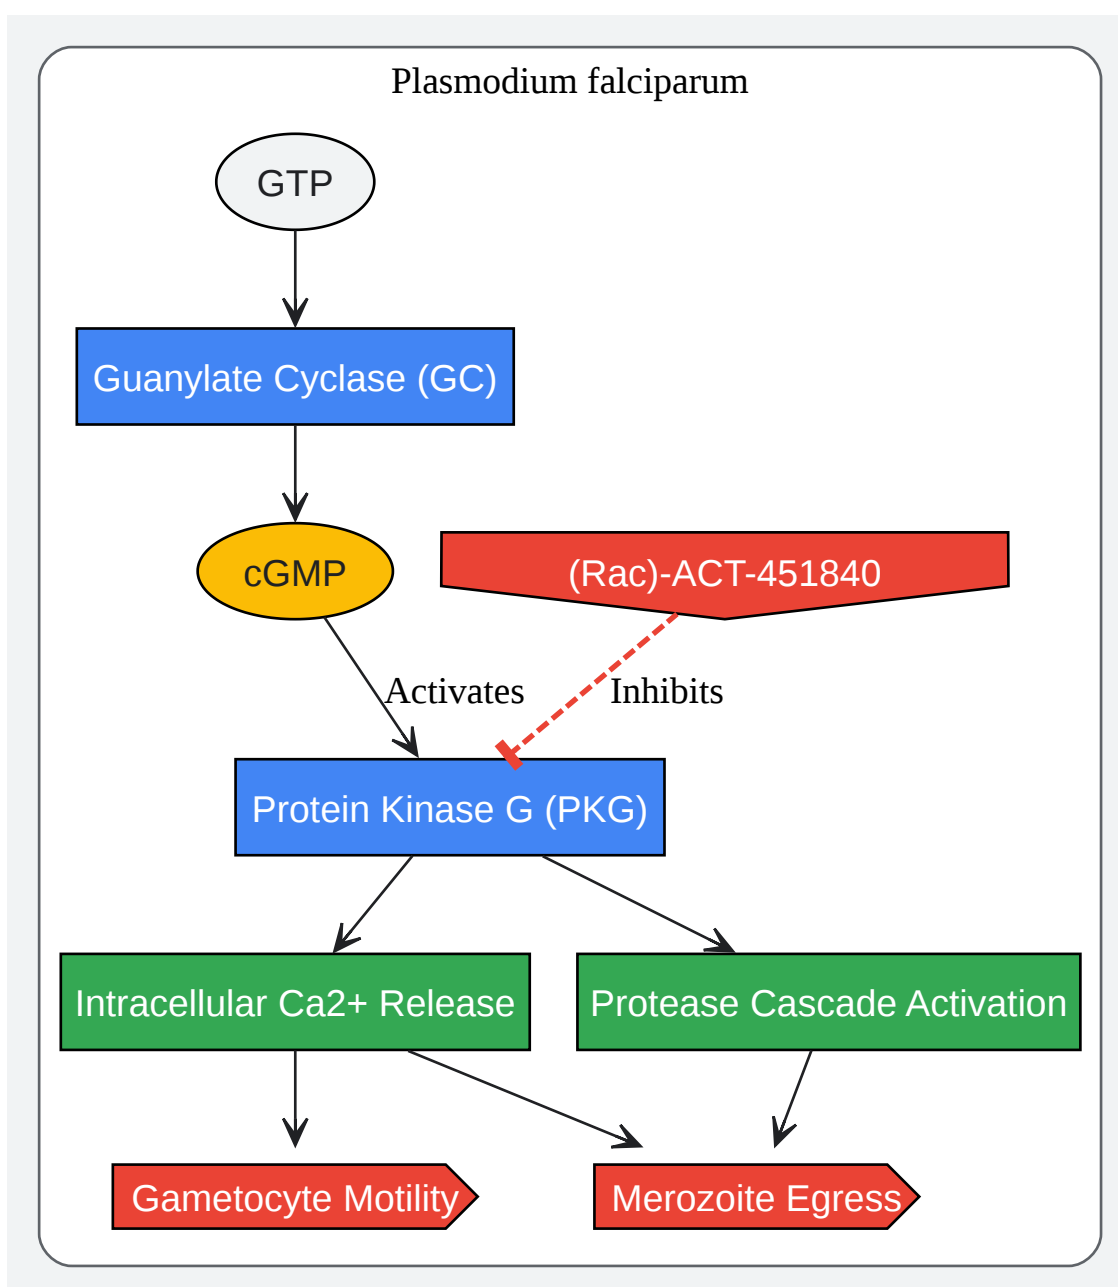 Plasmodium falciparum
GTP
Guanylate Cyclase (GC)
cGMP
(Rac)-ACT-451840
Activates
Inhibits
Protein Kinase G (PKG)
Intracellular Ca2+ Release
Protease Cascade Activation
Gametocyte Motility
Merozoite Egress